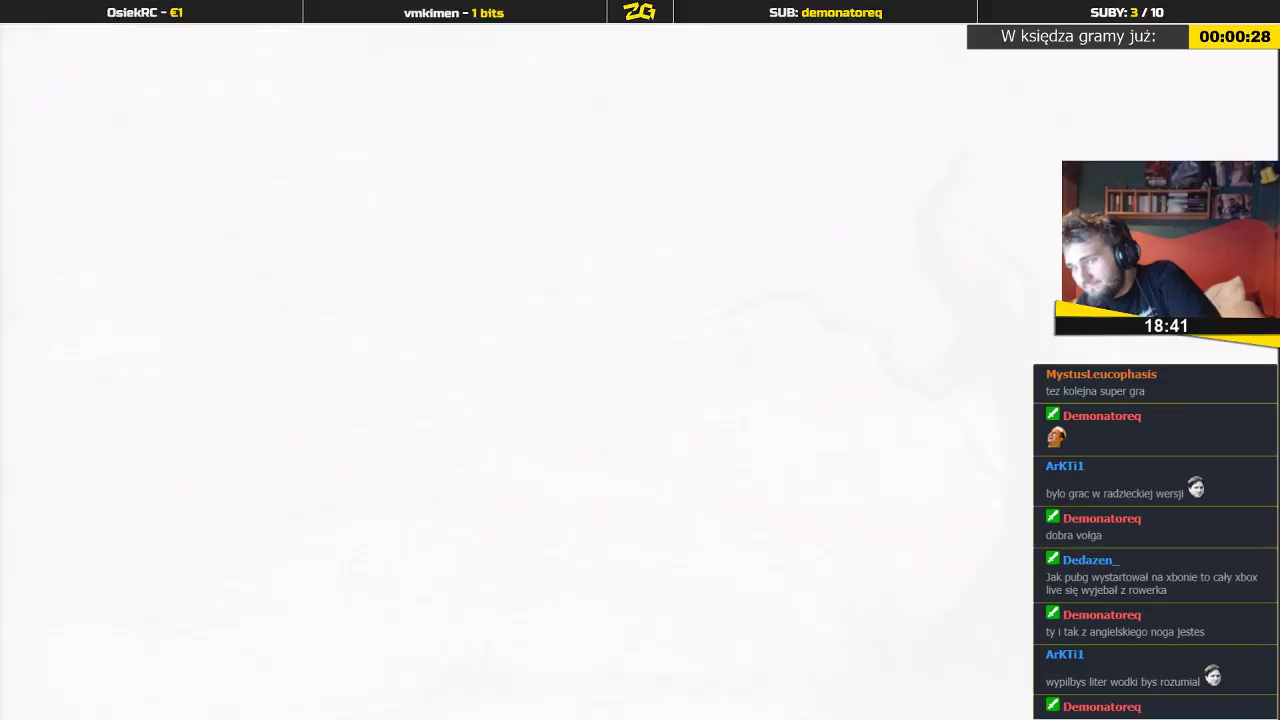 OsiekRC - €1
vmkimen - 1 bits
ZG
SUB: demonatoreq
SUBY: 3 / 10
W księdza gramy już:
00:00:28
18:41
MystusLeucophasis
tez kolejna super gra
Demonatoreq
ArKTi1
bylo grac w radzieckiej wersji
Demonatoreq
dobra vołga
Dedazen_
Jak pubg wystartował na xbonie to cały xbox
live się wyjebał z rowerka
Demonatoreq
ty i tak z angielskiego noga jestes
ArKTi1
wypilbys liter wodki bys rozumial
Demonatoreq